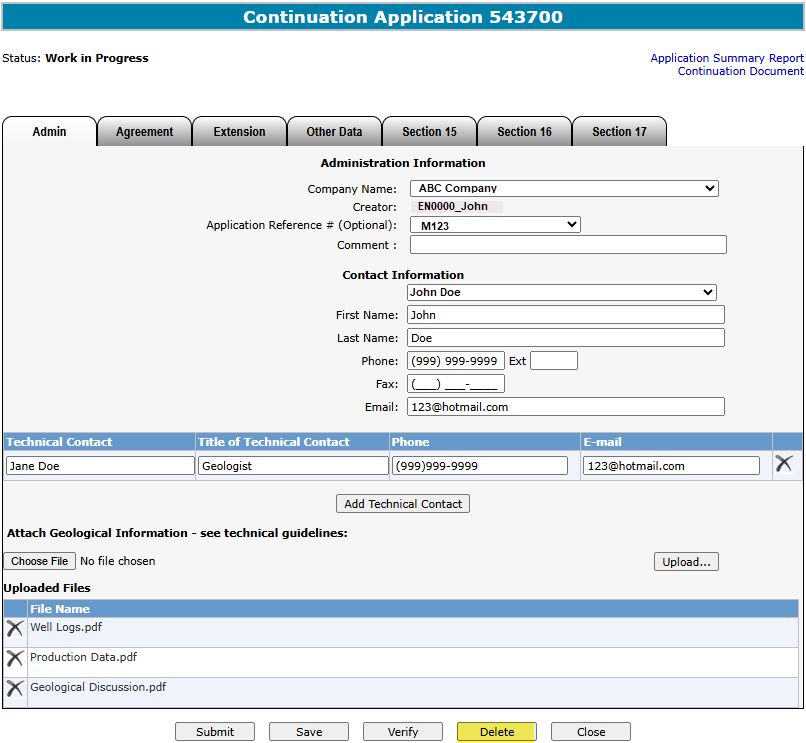 Continuation Application 543700
Status: Work in Progress
Application Summary Report
Continuation Document
Admin Agreement Extension Other Data Section 15 Section 16 Section 17
Administration Information
Company Name: ABC Company
Creator: EN0000_John
Application Reference # (Optional): M123
Comment :
Contact Information
John Doe
First Name: John
Last Name: Doe
Phone: (999) 999-9999 Ext
Fax: (___) ___-____
Email: 123@hotmail.com
Technical Contact Title of Technical Contact Phone E-mail
Jane Doe Geologist (999)999-9999 123@hotmail.com
Add Technical Contact
Attach Geological Information - see technical guidelines:
Choose File No file chosen Upload...
Uploaded Files
File Name
Well Logs.pdf
Production Data.pdf
Geological Discussion.pdf
Submit Save Verify Delete Close